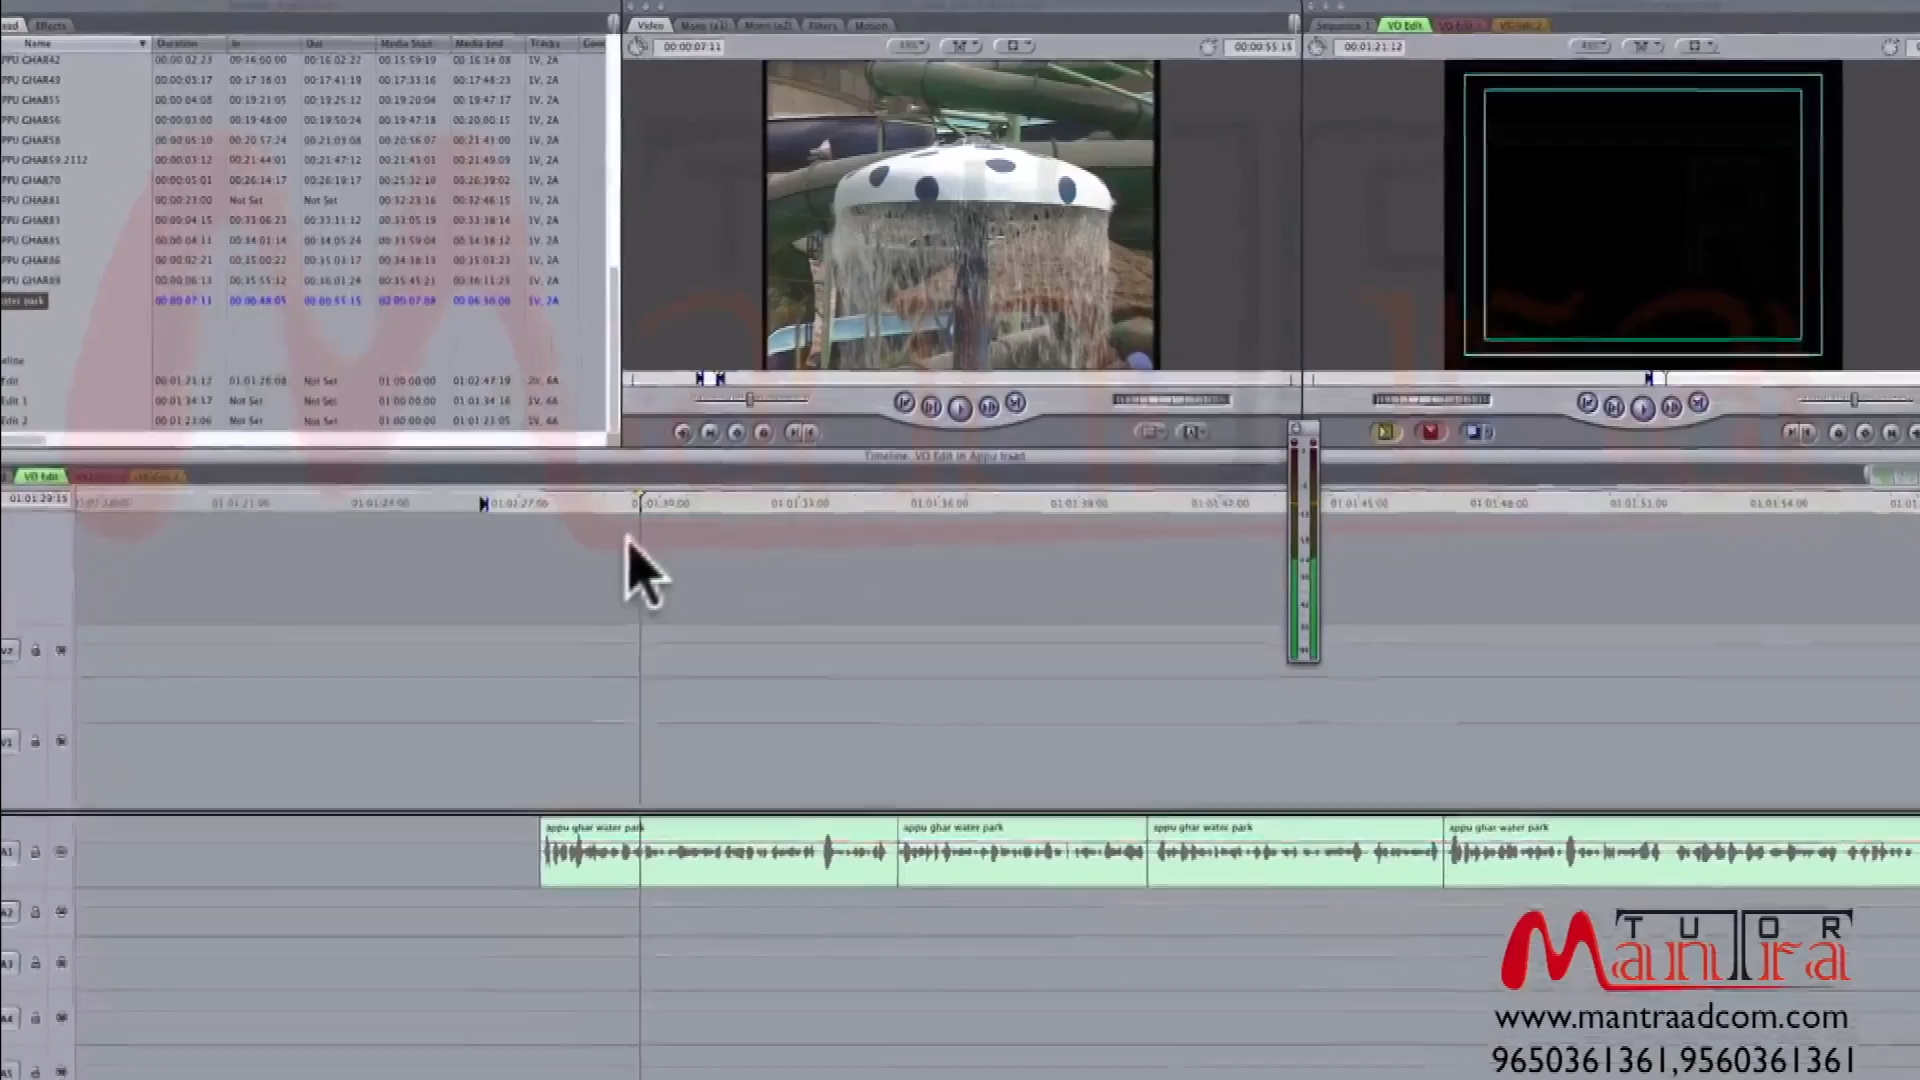 Effects
Name Duration In Out Media Start Media End Tracks
PPU GHAR42 00:00:02:23 00:16:00:00 00:16:02:22 00:15:59:19 00:16:34:08 1V, 2A
PPU GHAR49 00:00:03:17 00:17:38:03 00:17:41:19 00:17:33:16 00:17:48:23 1V, 2A
PPU GHAR55 00:00:04:08 00:19:21:05 00:19:25:12 00:19:20:04 00:19:47:17 1V, 2A
PPU GHAR56 00:00:03:00 00:19:48:00 00:19:50:24 00:19:47:18 00:20:00:15 1V, 2A
PPU GHAR58 00:00:05:10 00:20:57:24 00:21:03:08 00:20:56:07 00:21:43:00 1V, 2A
PPU GHAR59.2112 00:00:03:12 00:21:44:01 00:21:47:12 00:21:43:01 00:21:49:09 1V, 2A
PPU GHAR70 00:00:05:01 00:26:14:17 00:26:19:17 00:25:32:10 00:26:39:02 1V, 2A
PPU GHAR81 00:00:23:00 Not Set Not Set 00:32:23:16 00:32:46:15 1V, 2A
PPU GHAR83 00:00:04:15 00:33:06:23 00:33:11:12 00:33:05:19 00:33:38:14 1V, 2A
PPU GHAR85 00:00:04:11 00:34:01:14 00:34:05:24 00:33:59:04 00:34:38:12 1V, 2A
PPU GHAR86 00:00:02:21 00:35:00:22 00:35:03:17 00:34:38:13 00:35:03:23 1V, 2A
PPU GHAR89 00:00:06:13 00:35:55:12 00:36:01:24 00:35:45:21 00:36:11:23 1V, 2A
water park 00:00:07:11 00:00:48:05 00:00:55:15 00:00:07:08 00:06:30:00 1V, 2A
eline
Edit 00:01:21:12 01:01:26:08 Not Set 01:00:00:00 01:02:47:19 2V, 6A
Edit 1 00:01:34:17 Not Set Not Set 01:00:00:00 01:01:34:16 1V, 6A
Edit 2 00:01:23:06 Not Set Not Set 01:00:00:00 01:01:23:05 1V, 6A
Video Mono (a1) Mono (a2) Filters Motion
00:00:07:11 00:00:55:15
Sequence 1 VO Edit VO Edit 1 VO Edit 2
00:01:21:12
Timeline: VO Edit in Appu
VO Edit
01:01:29:15 01:01:21:00 01:01:24:00 01:01:27:00 01:01:30:00 01:01:33:00 01:01:36:00 01:01:39:00 01:01:42:00 01:01:45:00 01:01:48:00 01:01:51:00 01:01:54:00
V2
V1
appu ghar water park appu ghar water park appu ghar water park appu ghar water park
A1
A2
A3
A4
A5
TUTOR
ManTra
www.mantraadcom.com
9650361361,9560361361